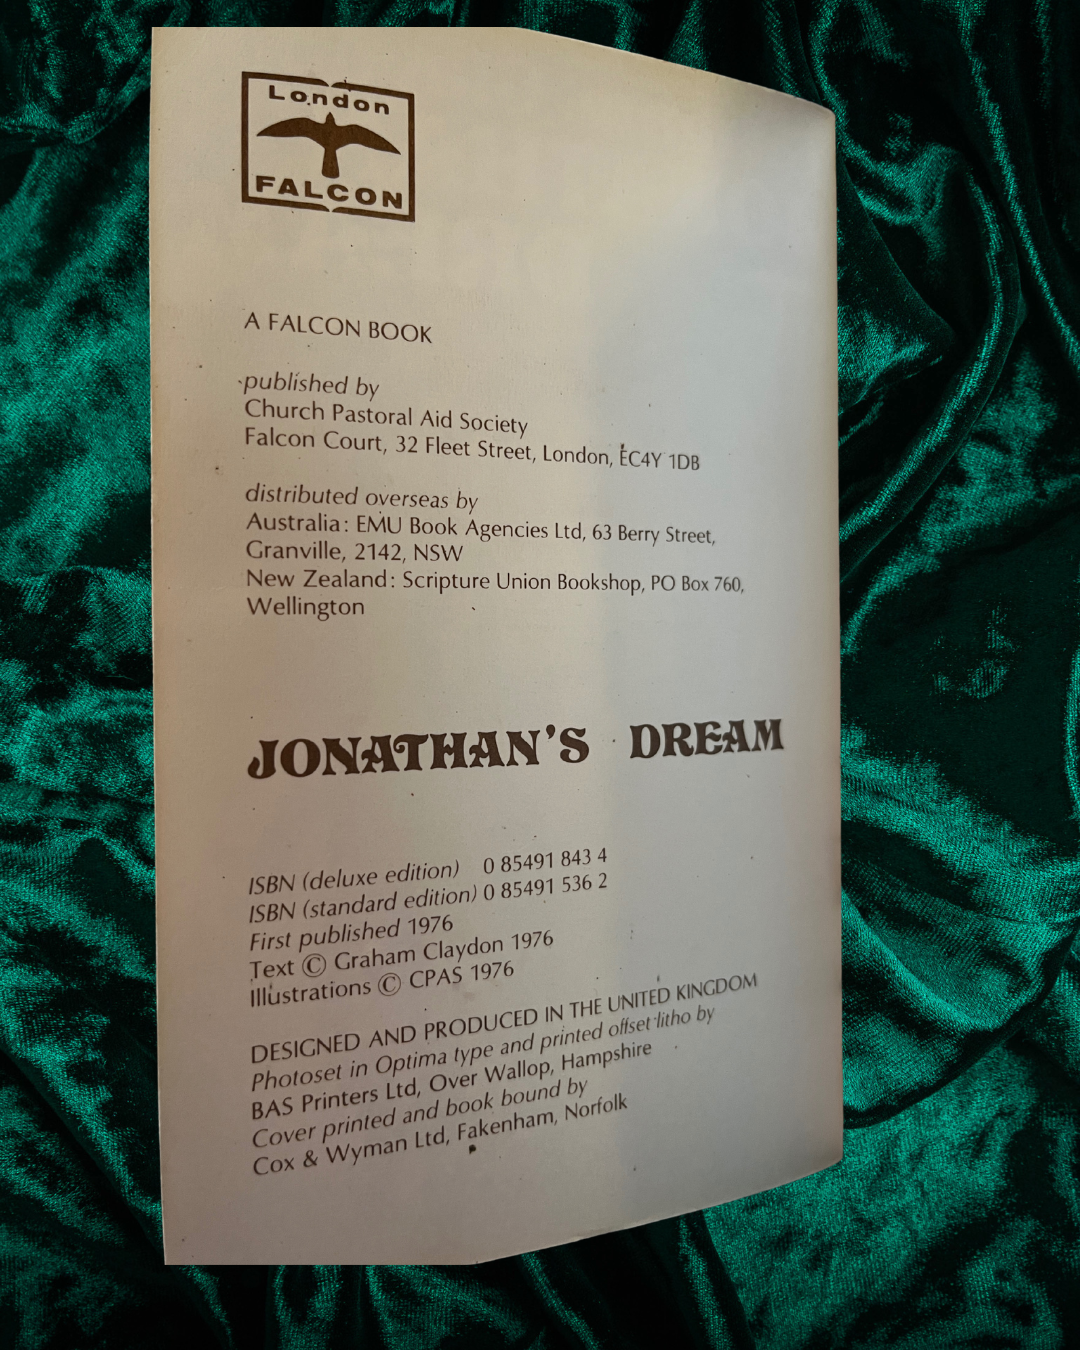 London
FALCON
A FALCON BOOK
published by
Church Pastoral Aid Society
Falcon Court, 32 Fleet Street, London, EC4Y 1DB
distributed overseas by
Australia: EMU Book Agencies Ltd, 63 Berry Street,
Granville, 2142, NSW
New Zealand: Scripture Union Bookshop, PO Box 760,
Wellington
JONATHAN'S DREAM
ISBN (deluxe edition) 0 85491 843 4
ISBN (standard edition) 0 85491 536 2
First published 1976
Text © Graham Claydon 1976
Illustrations © CPAS 1976
DESIGNED AND PRODUCED IN THE UNITED KINGDOM
Photoset in Optima type and printed offset litho by
BAS Printers Ltd, Over Wallop, Hampshire
Cover printed and book bound by
Cox & Wyman Ltd, Fakenham, Norfolk